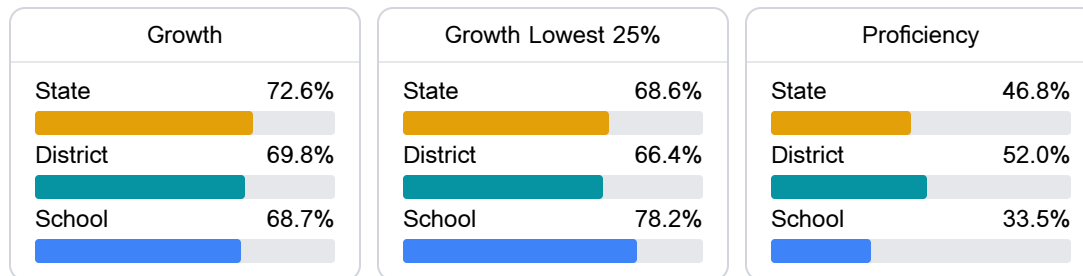 Growth
State 72.6%
District 69.8%
School 68.7%
Growth Lowest 25%
State 68.6%
District 66.4%
School 78.2%
Proficiency
State 46.8%
District 52.0%
School 33.5%